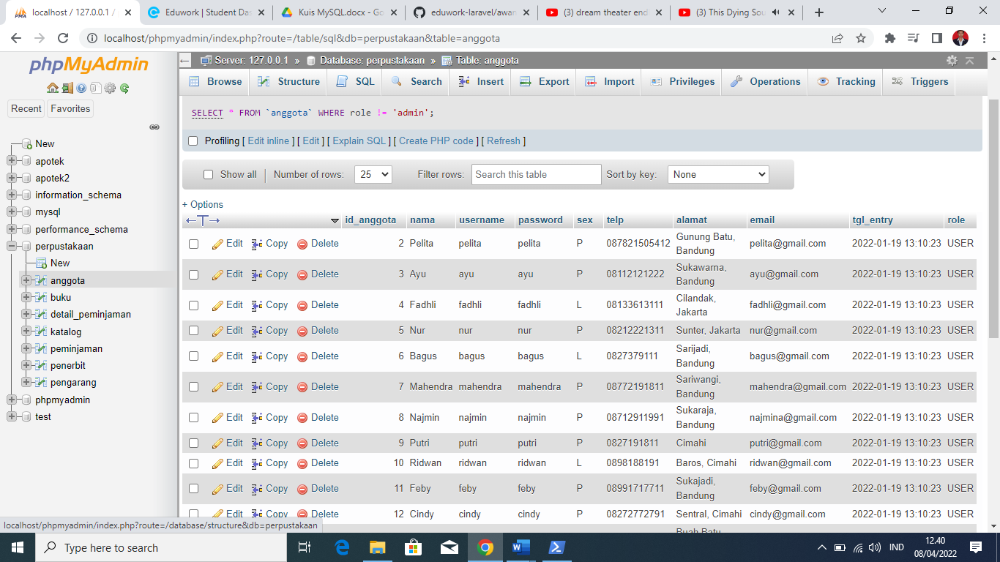 localhost / 127.0.0.1 / p
Eduwork | Student Das
Kuis MySQL.docx - Go
eduwork-laravel/awan
(3) dream theater end
(3) This Dying Sou
localhost/phpmyadmin/index.php?route=/table/sql&db=perpustakaan&table=anggota
phpMyAdmin
Server: 127.0.0.1 » Database: perpustakaan » Table: anggota
Browse Structure SQL Search Insert Export Import Privileges Operations Tracking Triggers
Recent Favorites
New
apotek
apotek2
information_schema
mysql
performance_schema
perpustakaan
New
anggota
buku
detail_peminjaman
katalog
peminjaman
penerbit
pengarang
phpmyadmin
test
SELECT * FROM `anggota` WHERE role != 'admin';
Profiling [ Edit inline ] [ Edit ] [ Explain SQL ] [ Create PHP code ] [ Refresh ]
Show all Number of rows: 25 Filter rows: Search this table Sort by key: None
+ Options
id_anggota nama username password sex telp alamat email tgl_entry role
Edit Copy Delete 2 Pelita pelita pelita P 087821505412 Gunung Batu, Bandung pelita@gmail.com 2022-01-19 13:10:23 USER
Edit Copy Delete 3 Ayu ayu ayu P 08112121222 Sukawarna, Bandung ayu@gmail.com 2022-01-19 13:10:23 USER
Edit Copy Delete 4 Fadhli fadhli fadhli L 08133613111 Cilandak, Jakarta fadhli@gmail.com 2022-01-19 13:10:23 USER
Edit Copy Delete 5 Nur nur nur P 08212221311 Sunter, Jakarta nur@gmail.com 2022-01-19 13:10:23 USER
Edit Copy Delete 6 Bagus bagus bagus L 0827379111 Sarijadi, Bandung bagus@gmail.com 2022-01-19 13:10:23 USER
Edit Copy Delete 7 Mahendra mahendra mahendra P 08772191811 Sariwangi, Bandung mahendra@gmail.com 2022-01-19 13:10:23 USER
Edit Copy Delete 8 Najmin najmin najmin P 08712911991 Sukaraja, Bandung najmina@gmail.com 2022-01-19 13:10:23 USER
Edit Copy Delete 9 Putri putri putri P 0827191811 Cimahi putri@gmail.com 2022-01-19 13:10:23 USER
Edit Copy Delete 10 Ridwan ridwan ridwan L 0898188191 Baros, Cimahi ridwan@gmail.com 2022-01-19 13:10:23 USER
Edit Copy Delete 11 Feby feby feby P 08991717711 Sukajadi, Bandung feby@gmail.com 2022-01-19 13:10:23 USER
Edit Copy Delete 12 Cindy cindy cindy P 08272772791 Sentral, Cimahi cindy@gmail.com 2022-01-19 13:10:23 USER
Buah Batu,
localhost/phpmyadmin/index.php?route=/database/structure&db=perpustakaan
Type here to search
IND
12.40
08/04/2022